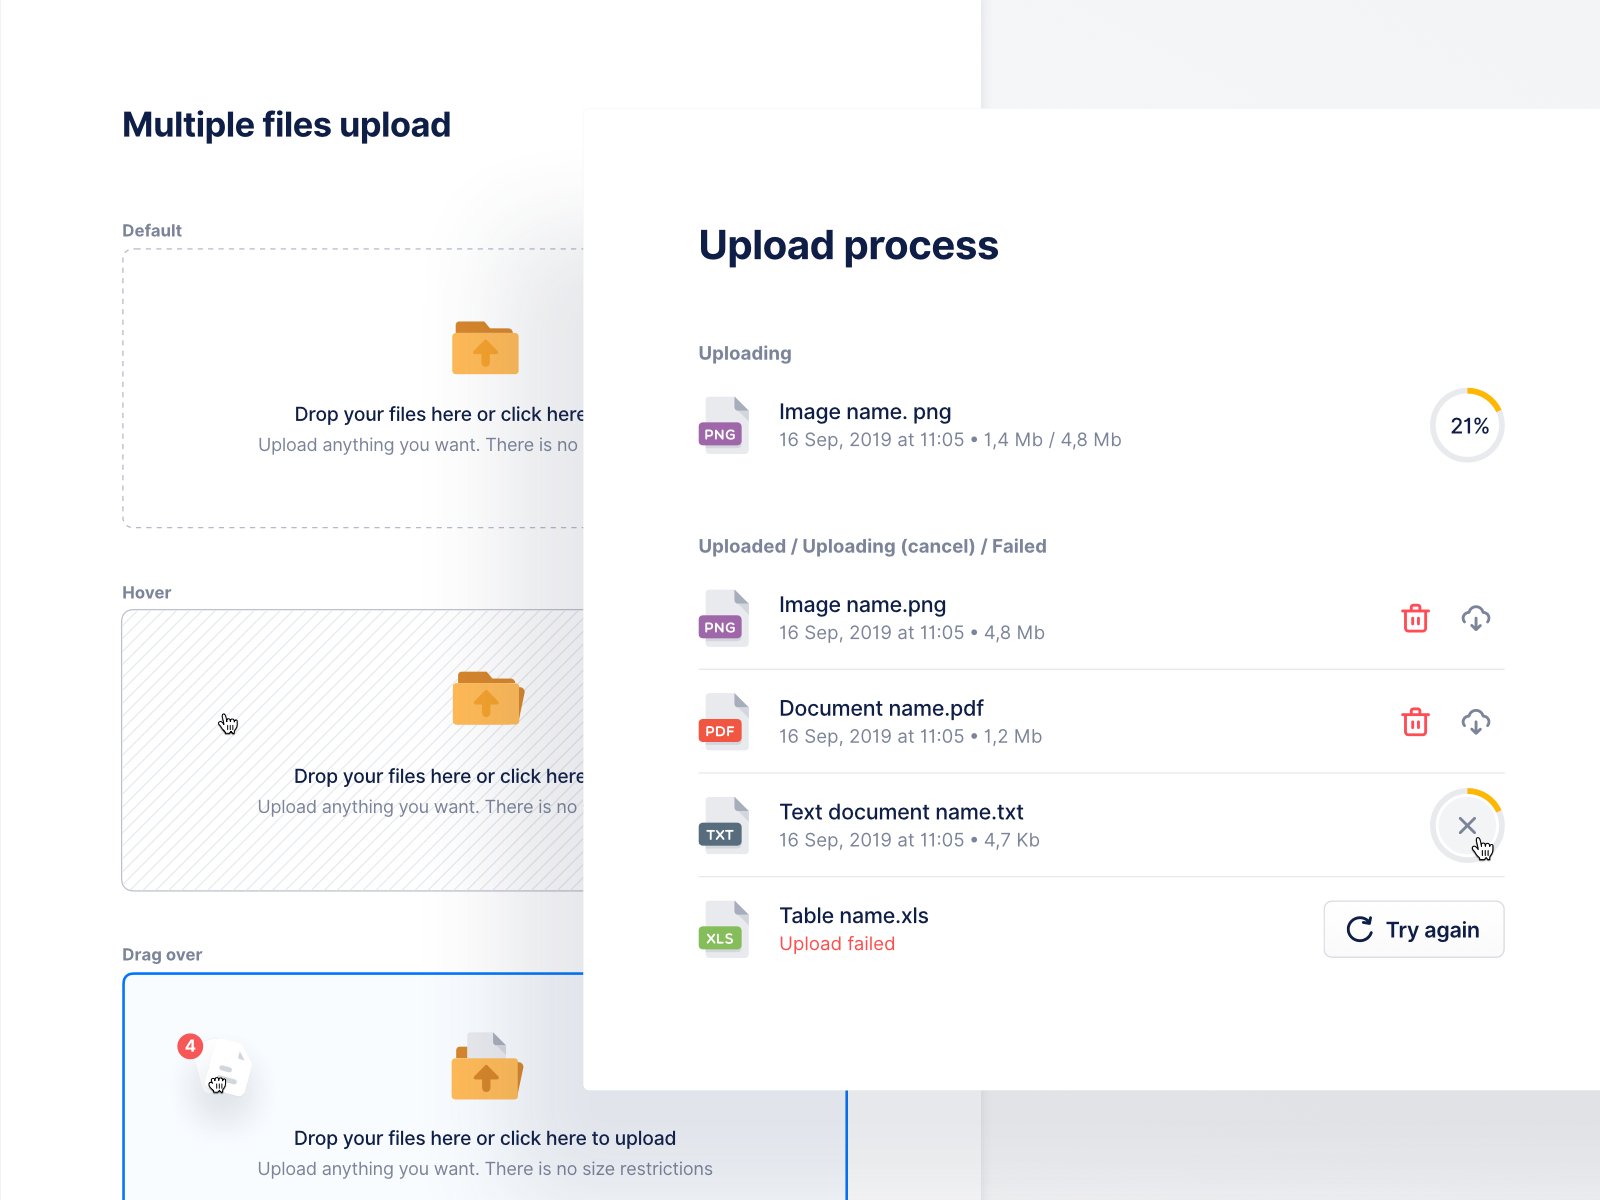 Multiple files upload
Default
Drop your files here or click here
Upload anything you want. There is no
Hover
Drop your files here or click here
Upload anything you want. There is no
Drag over
4
Drop your files here or click here to upload
Upload anything you want. There is no size restrictions
Upload process
Uploading
PNG
Image name. png
16 Sep, 2019 at 11:05 • 1,4 Mb / 4,8 Mb
21%
Uploaded / Uploading (cancel) / Failed
PNG
Image name.png
16 Sep, 2019 at 11:05 • 4,8 Mb
PDF
Document name.pdf
16 Sep, 2019 at 11:05 • 1,2 Mb
TXT
Text document name.txt
16 Sep, 2019 at 11:05 • 4,7 Kb
XLS
Table name.xls
Upload failed
Try again